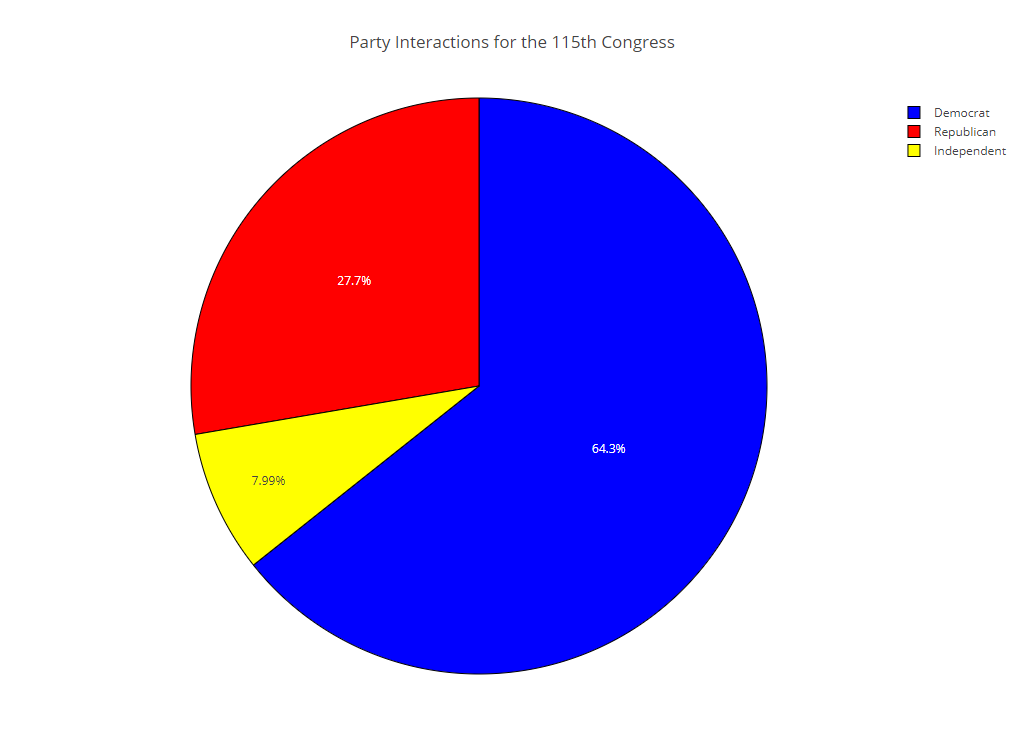 Party Interactions for the 115th Congress
Democrat
Republican
Independent
27.7%
64.3%
7.99%